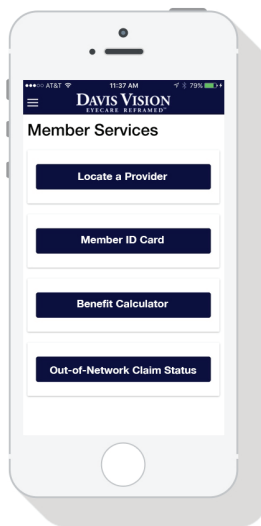 ●●●○○ AT&T 11:37 AM 79%
DAVIS VISION
EYECARE REFRAMED™
Member Services
Locate a Provider
Member ID Card
Benefit Calculator
Out-of-Network Claim Status